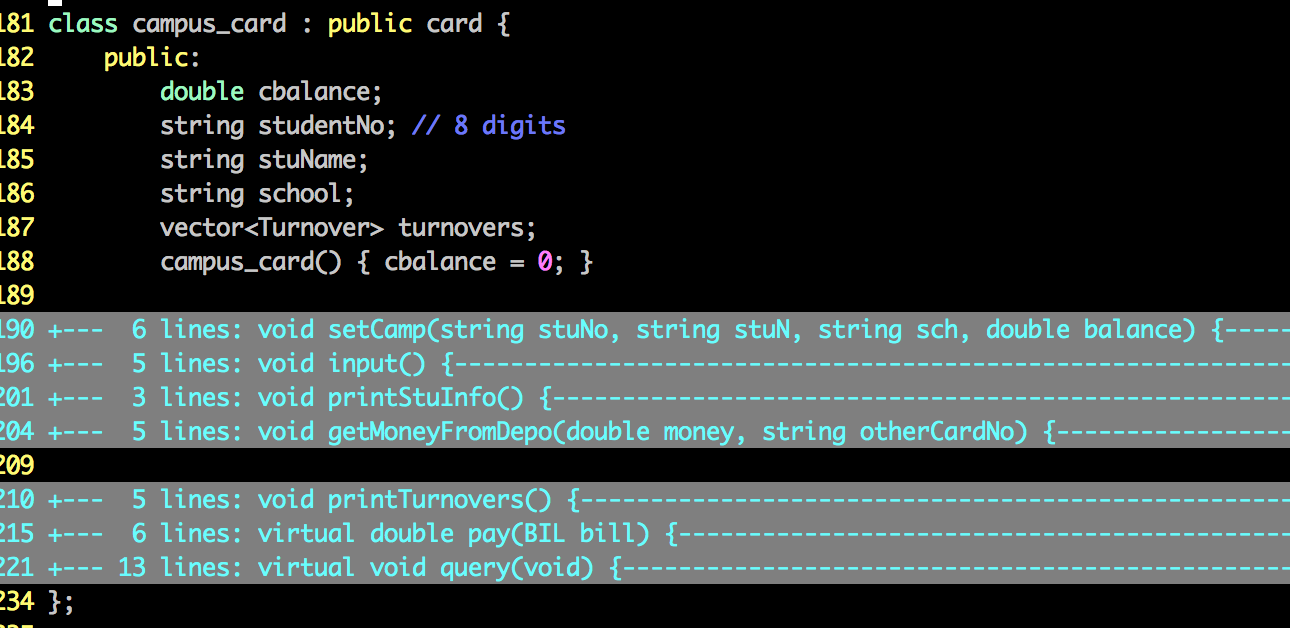 181 class campus_card : public card {
182     public:
183         double cbalance;
184         string studentNo; // 8 digits
185         string stuName;
186         string school;
187         vector<Turnover> turnovers;
188         campus_card() { cbalance = 0; }
189
190 +---  6 lines: void setCamp(string stuNo, string stuN, string sch, double balance) {-----
196 +---  5 lines: void input() {------------------------------------------------------------
201 +---  3 lines: void printStuInfo() {-----------------------------------------------------
204 +---  5 lines: void getMoneyFromDepo(double money, string otherCardNo) {-----------------
209
210 +---  5 lines: void printTurnovers() {---------------------------------------------------
215 +---  6 lines: virtual double pay(BIL bill) {--------------------------------------------
221 +--- 13 lines: virtual void query(void) {------------------------------------------------
234 };